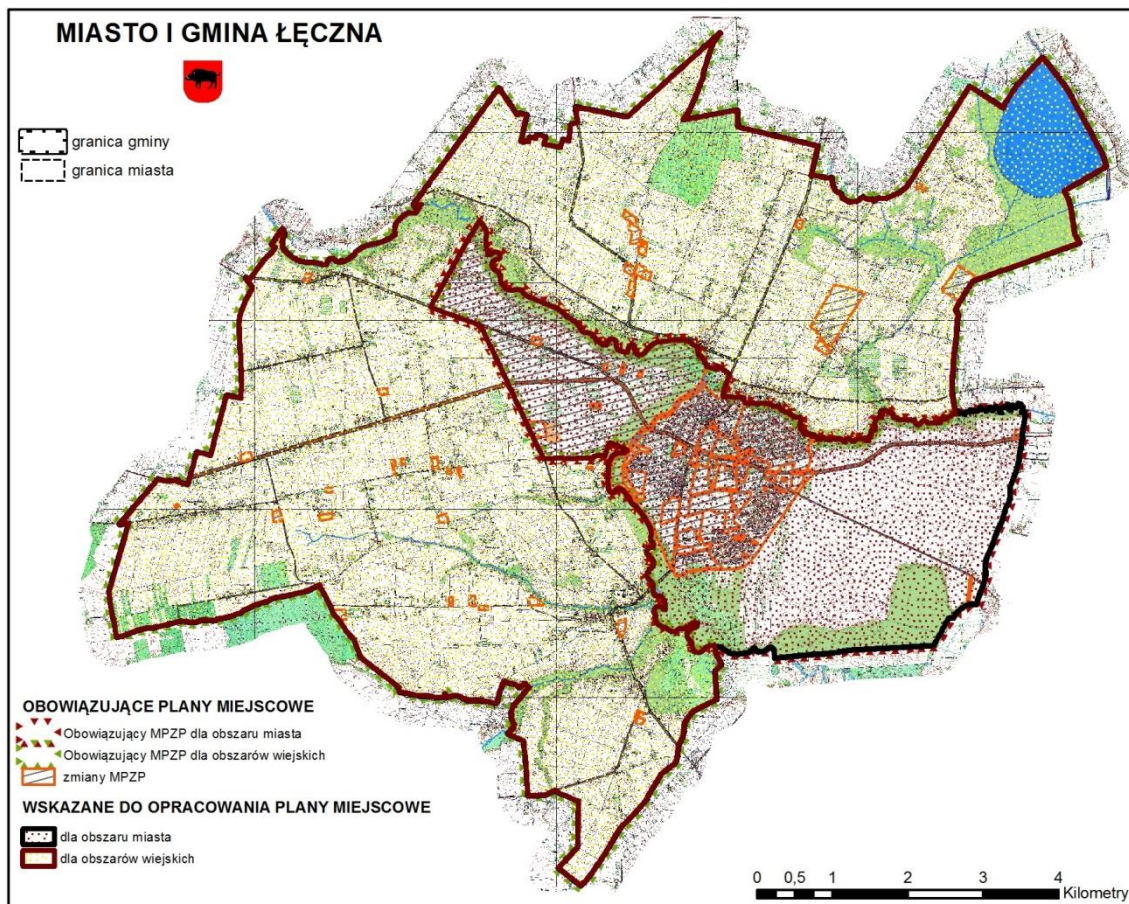 MIASTO I GMINA ŁĘCZNA
granica gminy
granica miasta
OBOWIĄZUJĄCE PLANY MIEJSCOWE
Obowiązujący MPZP dla obszaru miasta
Obowiązujący MPZP dla obszarów wiejskich
zmiany MPZP
WSKAZANE DO OPRACOWANIA PLANY MIEJSCOWE
dla obszaru miasta
dla obszarów wiejskich
0 0,5 1 2 3 4
Kilometry